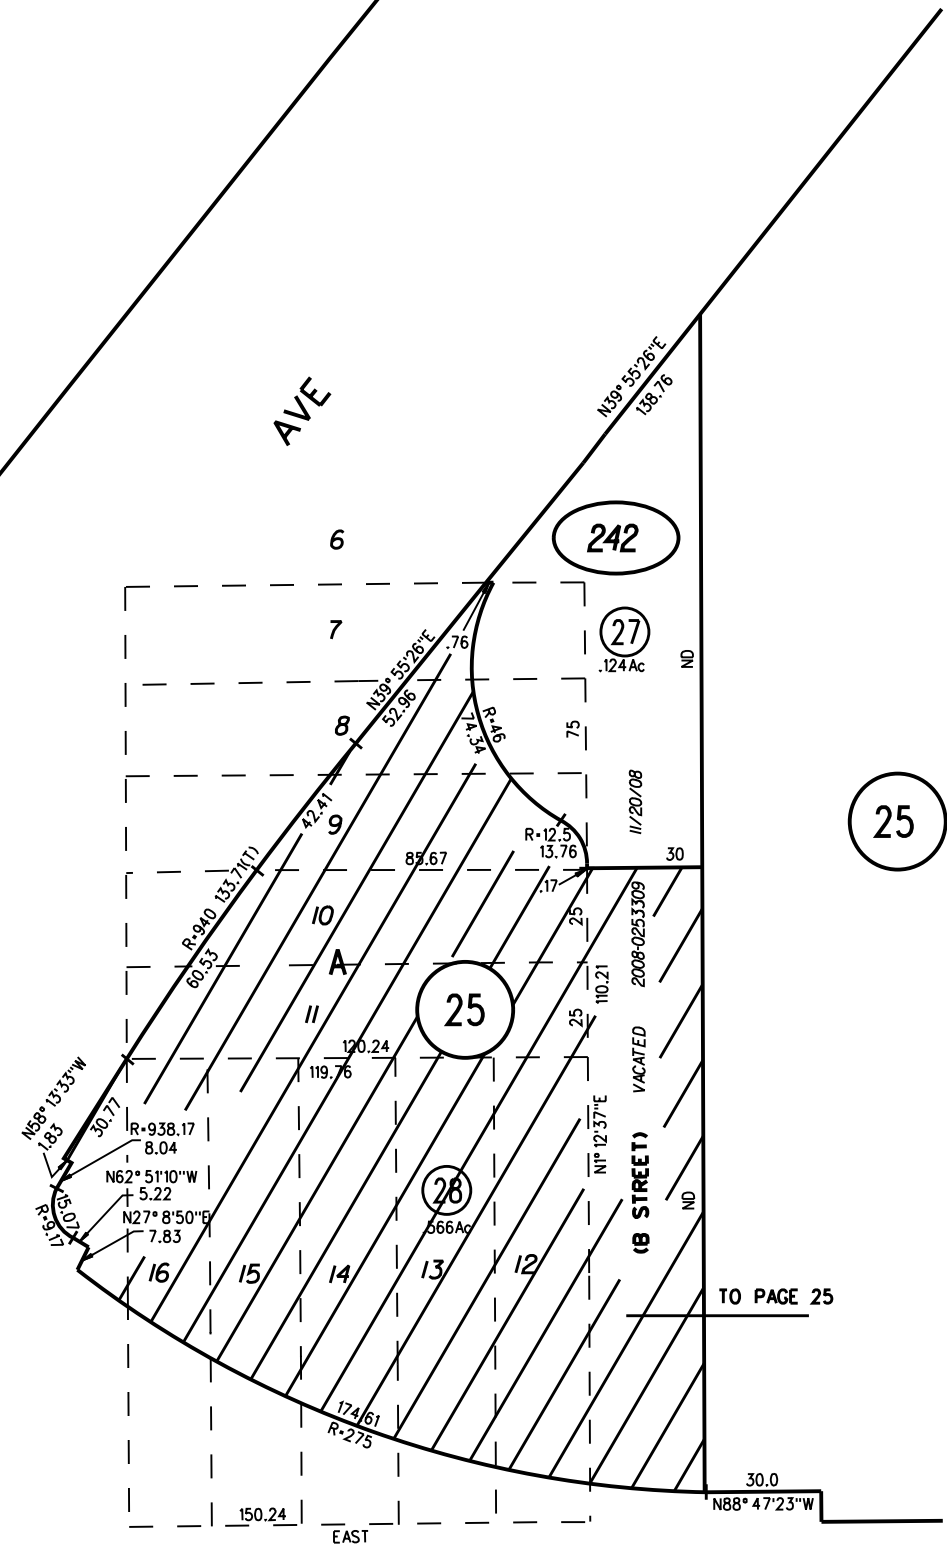 N39°55'26"E
138.76
AVE
6
242
7
27
.124Ac
ND
.76
N39°55'26"E
52.96
8
R=46
74.34
75
11/20/08
25
42.41
9
R=12.5
13.76
30
85.67
.17
R=940 133.71(T)
10
25
2008-0253309
60.53
A
25
11
25
110.21
120.24
119.76
VACATED
N58°13'33"W
1.83
30.77
R=938.17
8.04
N1°12'37"E
(B STREET)
N62°51'10"W
5.22
28
.566Ac
ND
15.07
R=9.17
N27°8'50"E
7.83
16
15
14
13
12
TO PAGE 25
174.61
R=275
30.0
N88°47'23"W
150.24
EAST